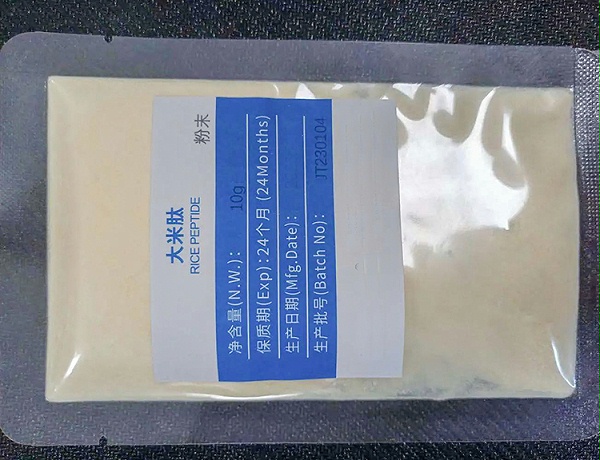 粉末
大米肽
RICE PEPTIDE
净含量(N.W.): 10g
保质期(Exp):24个月(24Months)
生产日期(Mfg.Date):
生产批号(Batch No): JT230104